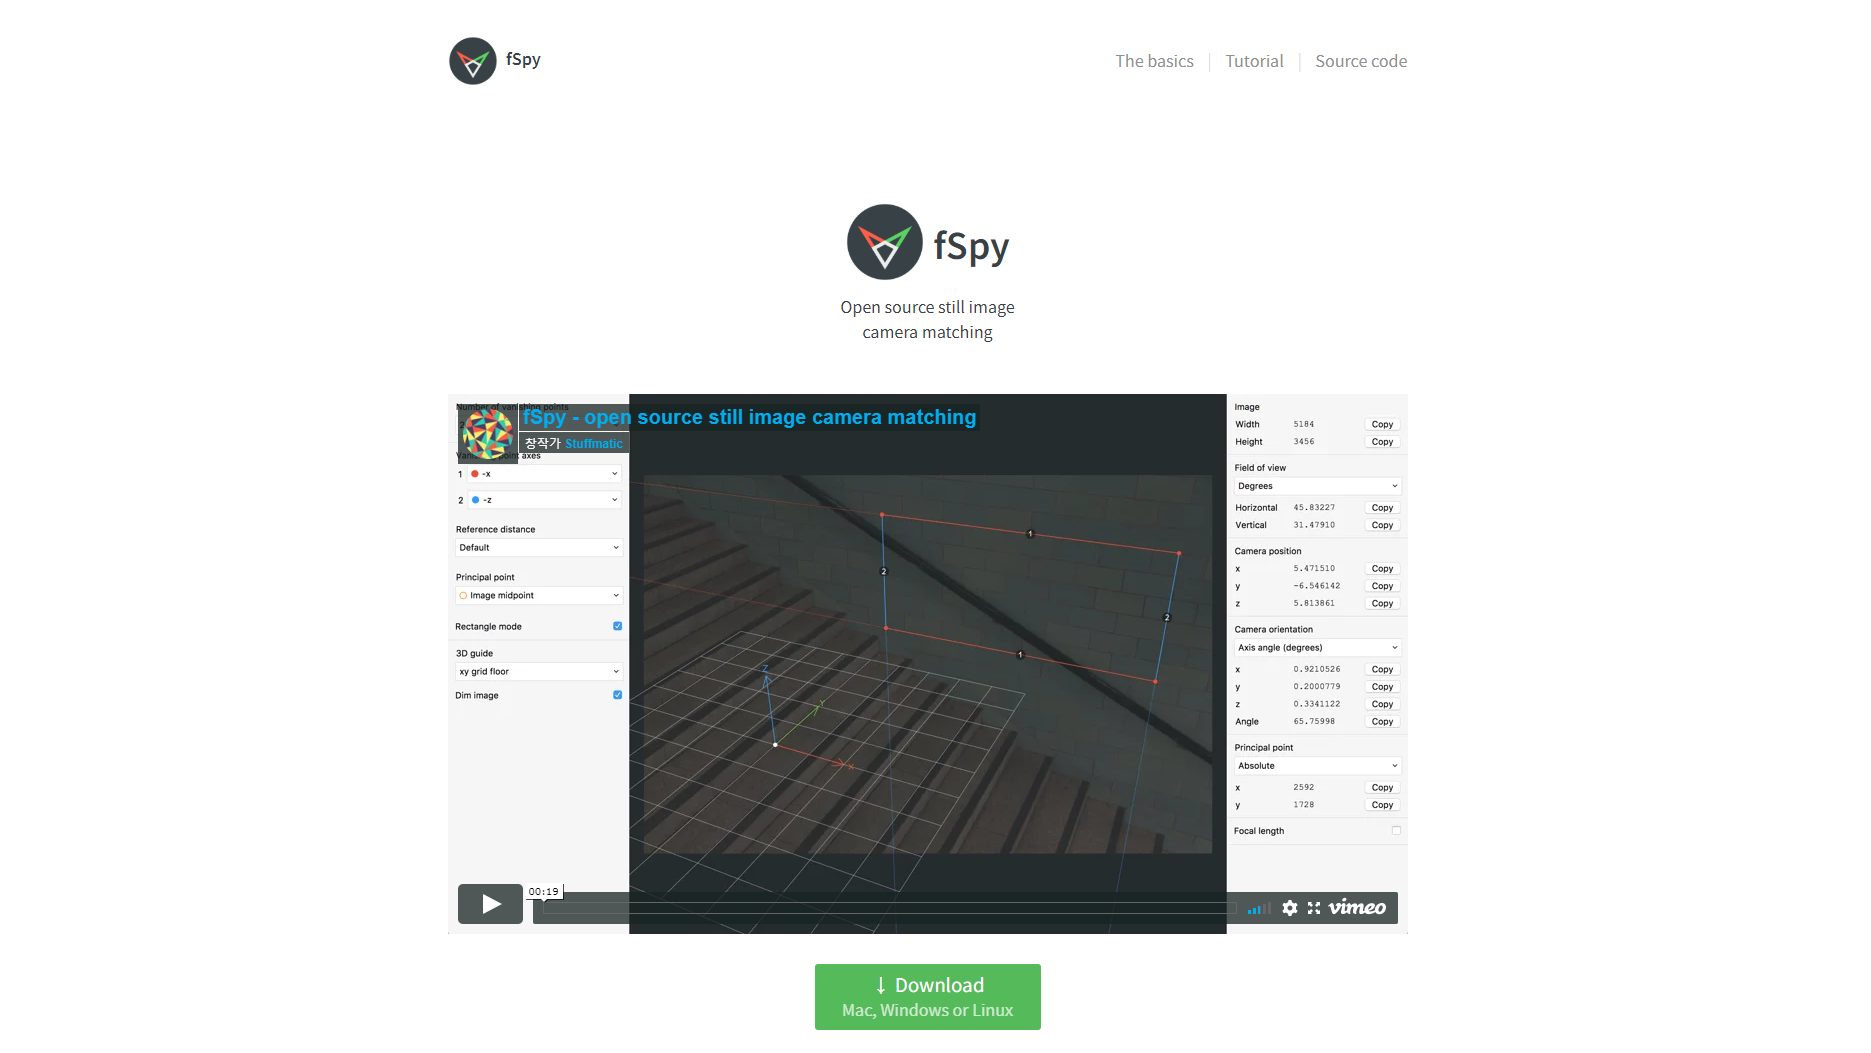 fSpy
The basics | Tutorial | Source code
fSpy
Open source still image
camera matching
Number of vanishing points
2
fSpy - open source still image camera matching
창작가 Stuffmatic
Vanishing point axes
1 -x
2 -z
Reference distance
Default
Principal point
Image midpoint
Rectangle mode
3D guide
xy grid floor
Dim image
1
2
2
1
Z
Y
X
Image
Width 5184 Copy
Height 3456 Copy
Field of view
Degrees
Horizontal 45.83227 Copy
Vertical 31.47910 Copy
Camera position
x 5.471510 Copy
y -6.546142 Copy
z 5.813861 Copy
Camera orientation
Axis angle (degrees)
x 0.9210526 Copy
y 0.2000779 Copy
z 0.3341122 Copy
Angle 65.75998 Copy
Principal point
Absolute
x 2592 Copy
y 1728 Copy
Focal length
00:19
vimeo
↓ Download
Mac, Windows or Linux